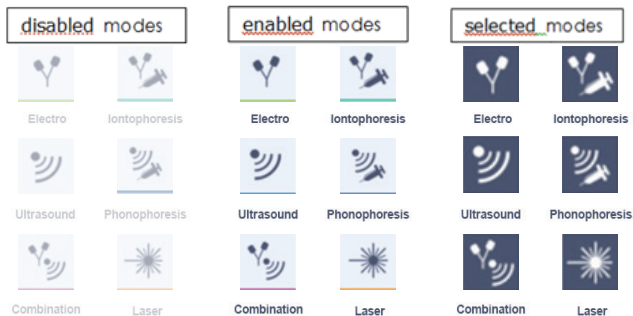 disabled modes
enabled modes
selected modes
Electro Iontophoresis
Electro Iontophoresis
Electro Iontophoresis
Ultrasound Phonophoresis
Ultrasound Phonophoresis
Ultrasound Phonophoresis
Combination Laser
Combination Laser
Combination Laser